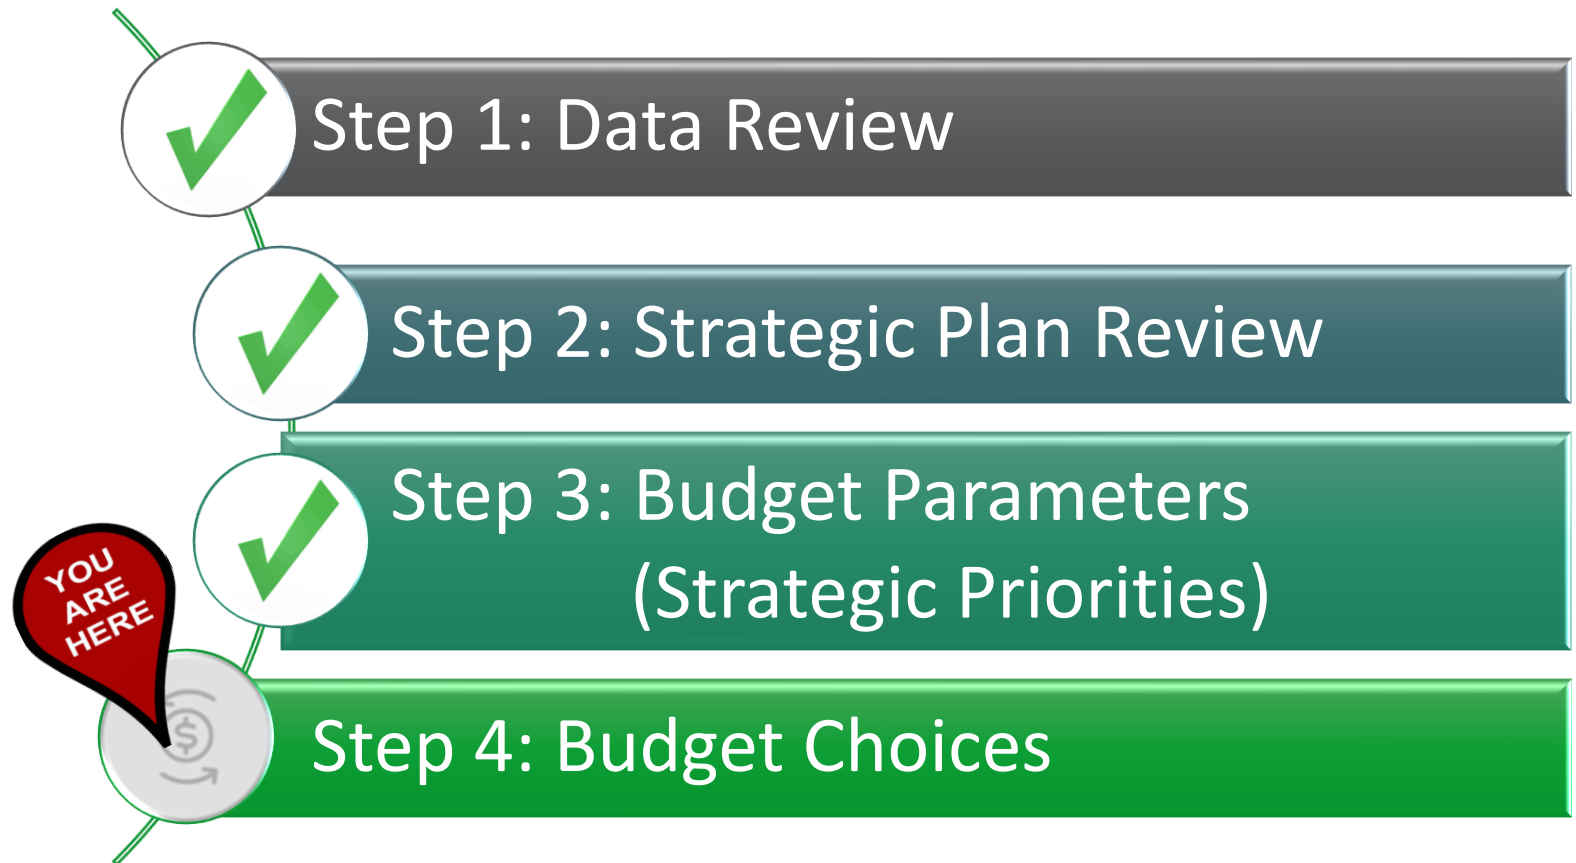 Step 1: Data Review
Step 2: Strategic Plan Review
Step 3: Budget Parameters
(Strategic Priorities)
YOU
ARE
HERE
$
Step 4: Budget Choices